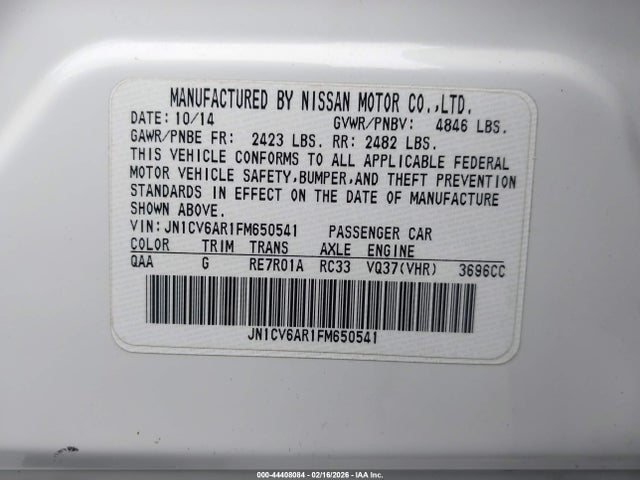 MANUFACTURED BY NISSAN MOTOR CO.,LTD.
DATE: 10/14 GVWR/PNBV: 4846 LBS.
GAWR/PNBE FR: 2423 LBS. RR: 2482 LBS.
THIS VEHICLE CONFORMS TO ALL APPLICABLE FEDERAL
MOTOR VEHICLE SAFETY,BUMPER,AND THEFT PREVENTION
STANDARDS IN EFFECT ON THE DATE OF MANUFACTURE
SHOWN ABOVE.
VIN: JN1CV6AR1FM650541 PASSENGER CAR
COLOR TRIM TRANS AXLE ENGINE
QAA G RE7R01A RC33 VQ37(VHR) 3696CC
JN1CV6AR1FM650541
000-44408084 - 02/16/2026 - IAA Inc.